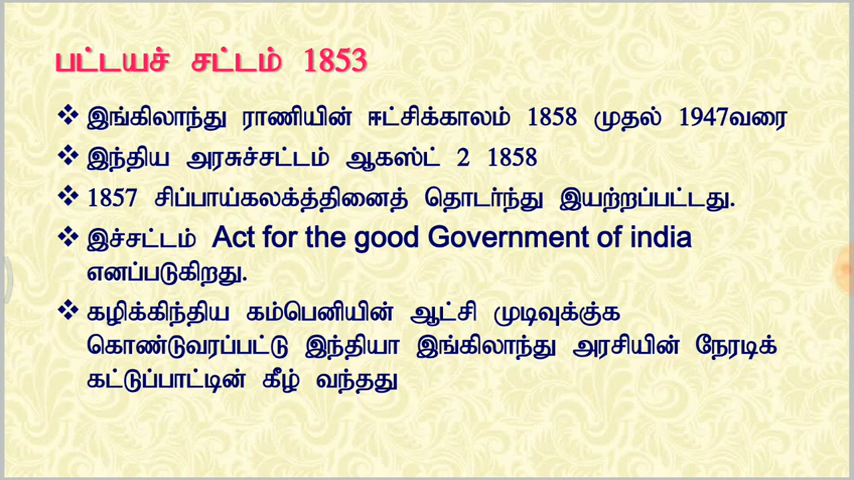 பட்டயச் சட்டம் 1853
❖ இங்கிலாந்து ராணியின் ஈட்சிக்காலம் 1858 முதல் 1947வரை
❖ இந்திய அரசுச்சட்டம் ஆகஸ்ட் 2 1858
❖ 1857 சிப்பாய்கலகத்தினைத் தொடர்ந்து இயற்றப்பட்டது.
❖ இச்சட்டம் Act for the good Government of india
எனப்படுகிறது.
❖ கழிக்கிந்திய கம்பெனியின் ஆட்சி முடிவுக்குக
கொண்டுவரப்பட்டு இந்தியா இங்கிலாந்து அரசியின் நேரடிக்
கட்டுப்பாட்டின் கீழ் வந்தது